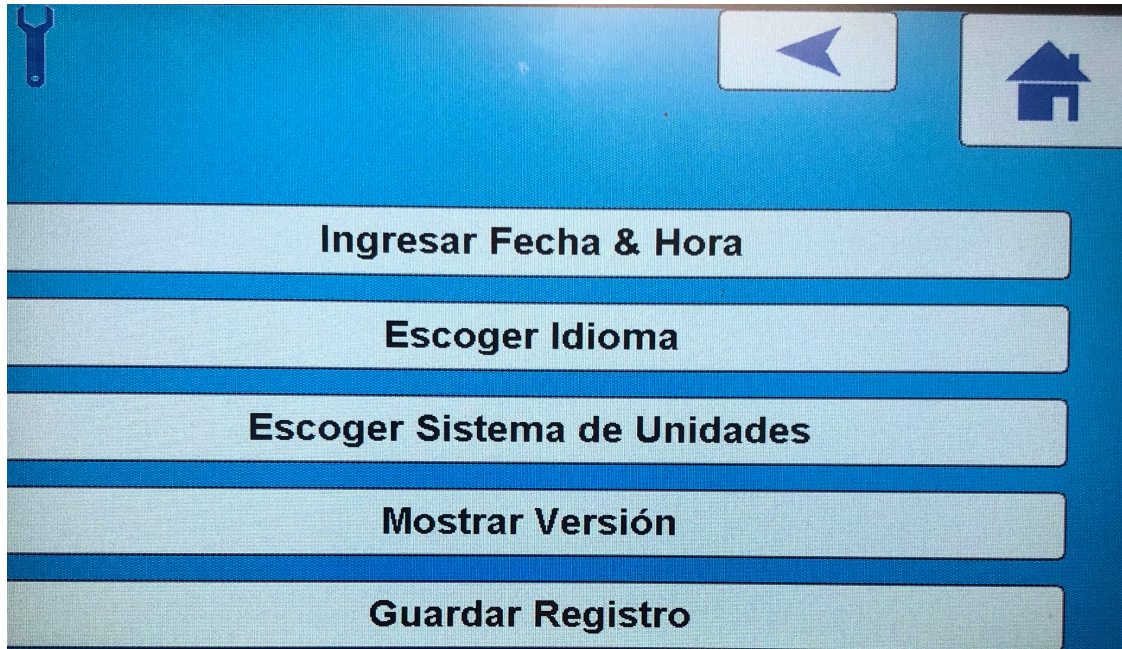 Ingresar Fecha & Hora
Escoger Idioma
Escoger Sistema de Unidades
Mostrar Versión
Guardar Registro